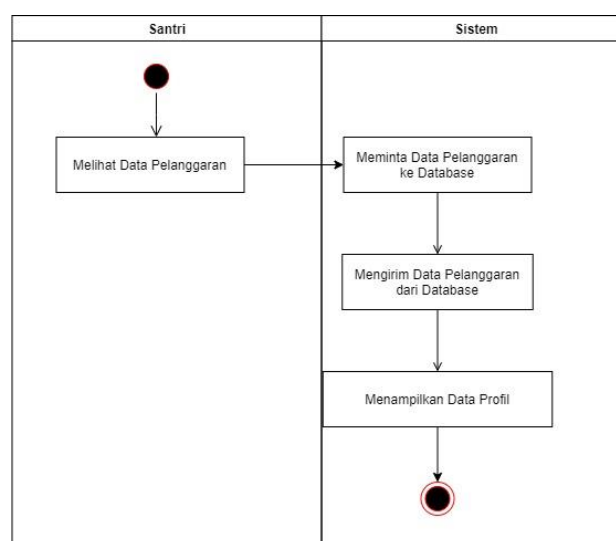 Santri
Sistem
Melihat Data Pelanggaran
Meminta Data Pelanggaran
ke Database
Mengirim Data Pelanggaran
dari Database
Menampilkan Data Profil